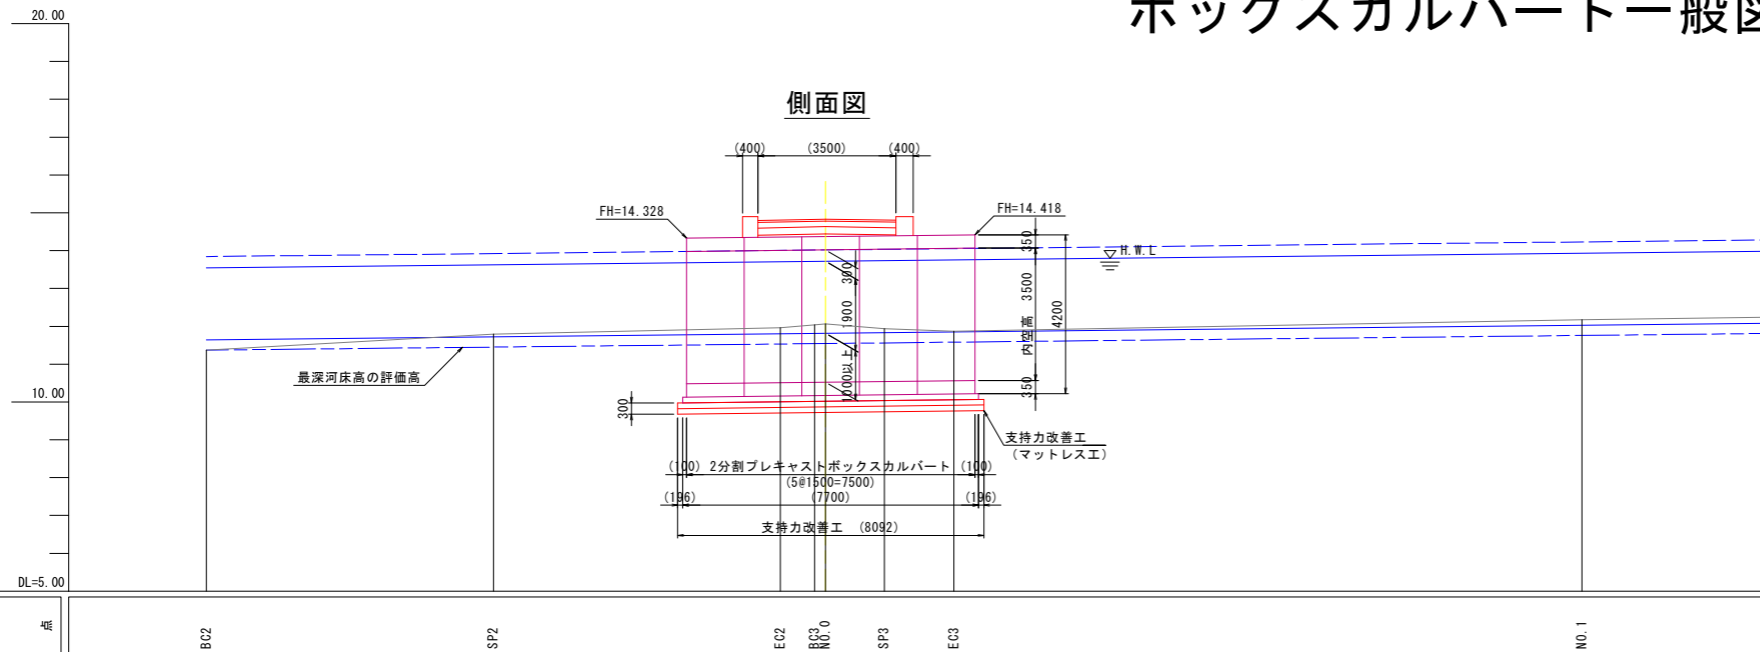 ボックスカルバート一般図
20.00
側面図
(400)
(3500)
(400)
FH=14.328
FH=14.418
350
H.W.L
300
3500
内空高
4200
1900
1000以上
最深河床高の評価高
10.00
350
300
支持力改善工
(マットレス工)
(100)
2分割プレキャストボックスカルバート
(100)
(5@1500=7500)
(196)
(7700)
(196)
支持力改善工 (8092)
DL=5.00
点
BC2
SP2
EC2
BC3
NO.0
SP3
EC3
NO.1